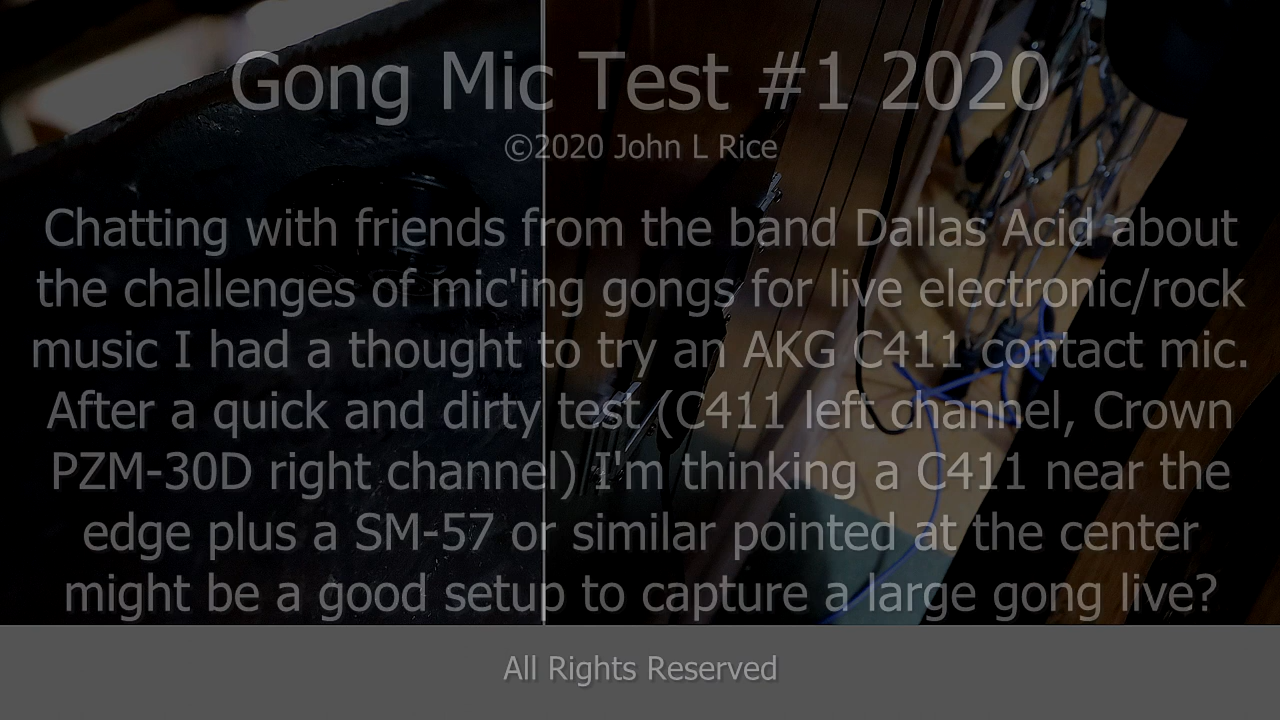 Gong Mic Test #1 2020
©2020 John L Rice
Chatting with friends from the band Dallas Acid about
the challenges of mic'ing gongs for live electronic/rock
music I had a thought to try an AKG C411 contact mic.
After a quick and dirty test (C411 left channel, Crown
PZM-30D right channel) I'm thinking a C411 near the
edge plus a SM-57 or similar pointed at the center
might be a good setup to capture a large gong live?
All Rights Reserved